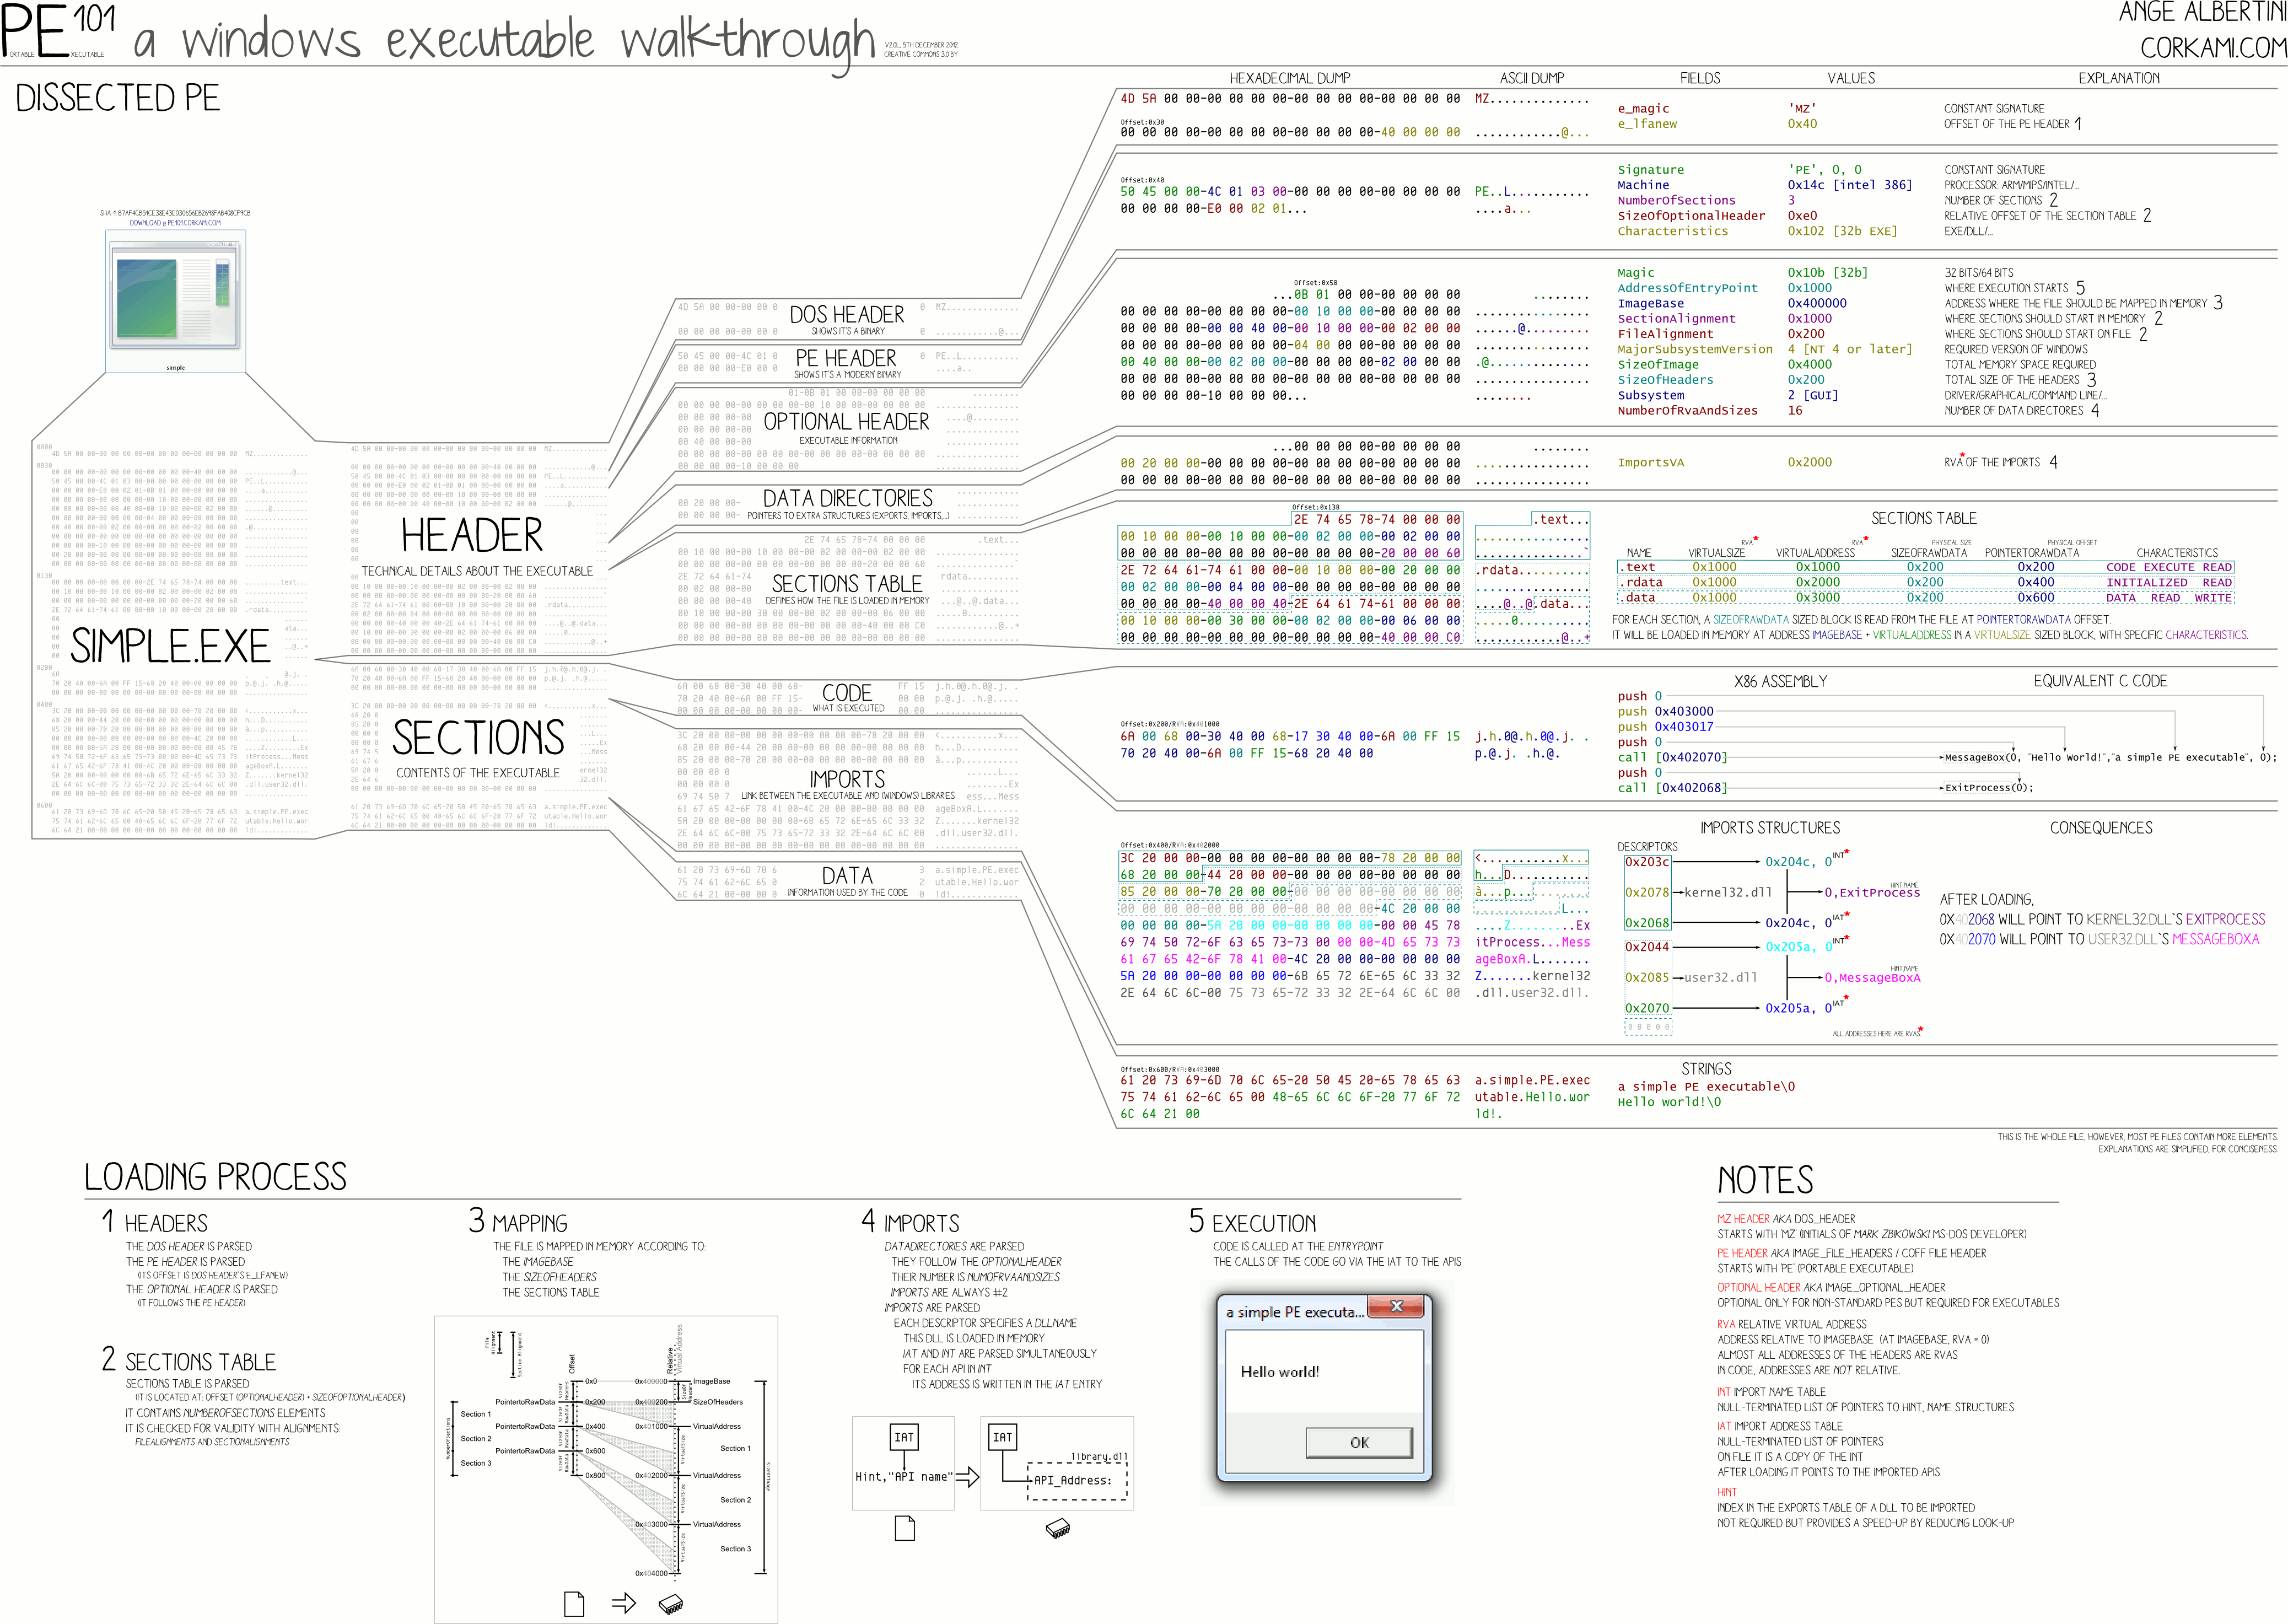 PE101 a windows executable walkthrough
PORTABLE EXECUTABLE
V2.0L, 5TH DECEMBER 2012
CREATIVE COMMONS 3.0 BY
ANGE ALBERTINI
CORKAMI.COM
DISSECTED PE
DOWNLOAD @ PE101.CORKAMI.COM
simple
SIMPLE.EXE
HEADER
TECHNICAL DETAILS ABOUT THE EXECUTABLE
SECTIONS
CONTENTS OF THE EXECUTABLE
DOS HEADER
SHOWS IT'S A BINARY
PE HEADER
SHOWS IT'S A 'MODERN' BINARY
OPTIONAL HEADER
EXECUTABLE INFORMATION
DATA DIRECTORIES
POINTERS TO EXTRA STRUCTURES (EXPORTS, IMPORTS,...)
SECTIONS TABLE
DEFINES HOW THE FILE IS LOADED IN MEMORY
CODE
WHAT IS EXECUTED
IMPORTS
LINK BETWEEN THE EXECUTABLE AND (WINDOWS) LIBRARIES
DATA
INFORMATION USED BY THE CODE
HEXADECIMAL DUMP ASCII DUMP FIELDS VALUES EXPLANATION
4D 5A 00 00-00 00 00 00-00 00 00 00-00 00 00 00 MZ..............
Offset:0x30
00 00 00 00-00 00 00 00-00 00 00 00-40 00 00 00 ............@...
e_magic 'MZ' CONSTANT SIGNATURE
e_lfanew 0x40 OFFSET OF THE PE HEADER 1
Offset:0x40
50 45 00 00-4C 01 03 00-00 00 00 00-00 00 00 00 PE..L...........
00 00 00 00-E0 00 02 01... ....a...
Signature 'PE', 0, 0 CONSTANT SIGNATURE
Machine 0x14c [intel 386] PROCESSOR: ARM/MIPS/INTEL/...
NumberOfSections 3 NUMBER OF SECTIONS 2
SizeOfOptionalHeader 0xe0 RELATIVE OFFSET OF THE SECTION TABLE 2
Characteristics 0x102 [32b EXE] EXE/DLL/...
Offset:0x58
...0B 01 00 00-00 00 00 00 ........
00 00 00 00-00 00 00 00-00 10 00 00-00 00 00 00 ................
00 00 00 00-00 00 40 00-00 10 00 00-00 02 00 00 ......@.........
00 00 00 00-00 00 00 00-04 00 00 00-00 00 00 00 ................
00 40 00 00-00 02 00 00-00 00 00 00-02 00 00 00 .@..............
00 00 00 00-00 00 00 00-00 00 00 00-00 00 00 00 ................
00 00 00 00-10 00 00 00... ........
Magic 0x10b [32b] 32 BITS/64 BITS
AddressOfEntryPoint 0x1000 WHERE EXECUTION STARTS 5
ImageBase 0x400000 ADDRESS WHERE THE FILE SHOULD BE MAPPED IN MEMORY 3
SectionAlignment 0x1000 WHERE SECTIONS SHOULD START IN MEMORY 2
FileAlignment 0x200 WHERE SECTIONS SHOULD START ON FILE 2
MajorSubsystemVersion 4 [NT 4 or later] REQUIRED VERSION OF WINDOWS
SizeOfImage 0x4000 TOTAL MEMORY SPACE REQUIRED
SizeOfHeaders 0x200 TOTAL SIZE OF THE HEADERS 3
Subsystem 2 [GUI] DRIVER/GRAPHICAL/COMMAND LINE/...
NumberOfRvaAndSizes 16 NUMBER OF DATA DIRECTORIES 4
...00 00 00 00-00 00 00 00 ........
00 20 00 00-00 00 00 00-00 00 00 00-00 00 00 00 ................
00 00 00 00-00 00 00 00-00 00 00 00-00 00 00 00 ................
ImportsVA 0x2000 RVA* OF THE IMPORTS 4
Offset:0x138
2E 74 65 78-74 00 00 00 .text...
00 10 00 00-00 10 00 00-00 02 00 00-00 02 00 00 ................
00 00 00 00-00 00 00 00-00 00 00 00-20 00 00 60 ...............`
2E 72 64 61-74 61 00 00-00 10 00 00-00 20 00 00 .rdata..........
00 02 00 00-00 04 00 00-00 00 00 00-00 00 00 00 ................
00 00 00 00-40 00 00 40-2E 64 61 74-61 00 00 00 ....@..@.data...
00 10 00 00-00 30 00 00-00 02 00 00-00 06 00 00 .....0..........
00 00 00 00-00 00 00 00-00 00 00 00-40 00 00 C0 ............@..+
SECTIONS TABLE
RVA* RVA* PHYSICAL SIZE PHYSICAL OFFSET
NAME VIRTUALSIZE VIRTUALADDRESS SIZEOFRAWDATA POINTERTORAWDATA CHARACTERISTICS
.text 0x1000 0x1000 0x200 0x200 CODE EXECUTE READ
.rdata 0x1000 0x2000 0x200 0x400 INITIALIZED READ
.data 0x1000 0x3000 0x200 0x600 DATA READ WRITE
FOR EACH SECTION, A SIZEOFRAWDATA SIZED BLOCK IS READ FROM THE FILE AT POINTERTORAWDATA OFFSET.
IT WILL BE LOADED IN MEMORY AT ADDRESS IMAGEBASE + VIRTUALADDRESS IN A VIRTUALSIZE SIZED BLOCK, WITH SPECIFIC CHARACTERISTICS.
Offset:0x200/RVA:0x401000
6A 00 68 00-30 40 00 68-17 30 40 00-6A 00 FF 15 j.h.0@.h.0@.j. .
70 20 40 00-6A 00 FF 15-68 20 40 00 p.@.j. .h.@.
X86 ASSEMBLY EQUIVALENT C CODE
push 0
push 0x403000
push 0x403017
push 0
call [0x402070] MessageBox(0, "Hello World!","a simple PE executable", 0);
push 0
call [0x402068] ExitProcess(0);
Offset:0x400/RVA:0x402000
3C 20 00 00-00 00 00 00-00 00 00 00-78 20 00 00 <...........x...
68 20 00 00-44 20 00 00-00 00 00 00-00 00 00 00 h...D...........
85 20 00 00-70 20 00 00-00 00 00 00-00 00 00 00 à...p...........
00 00 00 00-00 00 00 00-00 00 00 00-4C 20 00 00 ............L...
00 00 00 00-5A 20 00 00-00 00 00 00-00 00 45 78 ....Z.........Ex
69 74 50 72-6F 63 65 73-73 00 00 00-4D 65 73 73 itProcess...Mess
61 67 65 42-6F 78 41 00-4C 20 00 00-00 00 00 00 ageBoxA.L.......
5A 20 00 00-00 00 00 00-6B 65 72 6E-65 6C 33 32 Z.......kernel32
2E 64 6C 6C-00 75 73 65-72 33 32 2E-64 6C 6C 00 .dll.user32.dll.
IMPORTS STRUCTURES CONSEQUENCES
DESCRIPTORS
0x203c 0x204c, 0 INT*
HINT,NAME
0x2078 kernel32.dll 0,ExitProcess
0x2068 0x204c, 0 IAT*
0x2044 0x205a, 0 INT*
HINT,NAME
0x2085 user32.dll 0,MessageBoxA
0x2070 0x205a, 0 IAT*
0 0 0 0 0
ALL ADDRESSES HERE ARE RVAS*
AFTER LOADING,
0X402068 WILL POINT TO KERNEL32.DLL'S EXITPROCESS
0X402070 WILL POINT TO USER32.DLL'S MESSAGEBOXA
Offset:0x600/RVA:0x403000
61 20 73 69-6D 70 6C 65-20 50 45 20-65 78 65 63 a.simple.PE.exec
75 74 61 62-6C 65 00 48-65 6C 6C 6F-20 77 6F 72 utable.Hello.wor
6C 64 21 00 ld!.
STRINGS
a simple PE executable\0
Hello world!\0
THIS IS THE WHOLE FILE, HOWEVER, MOST PE FILES CONTAIN MORE ELEMENTS.
EXPLANATIONS ARE SIMPLIFIED, FOR CONCISENESS.
LOADING PROCESS
1 HEADERS
THE DOS HEADER IS PARSED
THE PE HEADER IS PARSED
(ITS OFFSET IS DOS HEADER'S E_LFANEW)
THE OPTIONAL HEADER IS PARSED
(IT FOLLOWS THE PE HEADER)
2 SECTIONS TABLE
SECTIONS TABLE IS PARSED
(IT IS LOCATED AT: OFFSET (OPTIONALHEADER) + SIZEOFOPTIONALHEADER)
IT CONTAINS NUMBEROFSECTIONS ELEMENTS
IT IS CHECKED FOR VALIDITY WITH ALIGNMENTS:
FILEALIGNMENTS AND SECTIONALIGNMENTS
3 MAPPING
THE FILE IS MAPPED IN MEMORY ACCORDING TO:
THE IMAGEBASE
THE SIZEOFHEADERS
THE SECTIONS TABLE
File Alignment
Section Alignment
Offset
Relative Virtual Address
0x0 0x400000 ImageBase
PointertoRawData 0x200 0x400200 SizeOfHeaders
Section 1
PointertoRawData 0x400 0x401000 VirtualAddress
Section 2 Section 1
PointertoRawData 0x600
Section 3
0x800 0x402000 VirtualAddress
Section 2
0x403000 VirtualAddress
Section 3
0x404000
NumberOfSections
SizeOfImage
4 IMPORTS
DATADIRECTORIES ARE PARSED
THEY FOLLOW THE OPTIONALHEADER
THEIR NUMBER IS NUMOFRVAANDSIZES
IMPORTS ARE ALWAYS #2
IMPORTS ARE PARSED
EACH DESCRIPTOR SPECIFIES A DLLNAME
THIS DLL IS LOADED IN MEMORY
IAT AND INT ARE PARSED SIMULTANEOUSLY
FOR EACH API IN INT
ITS ADDRESS IS WRITTEN IN THE IAT ENTRY
IAT
Hint,"API name"
IAT
library.dll
API_Address:
5 EXECUTION
CODE IS CALLED AT THE ENTRYPOINT
THE CALLS OF THE CODE GO VIA THE IAT TO THE APIS
a simple PE executa...
Hello world!
OK
NOTES
MZ HEADER AKA DOS_HEADER
STARTS WITH 'MZ' (INITIALS OF MARK ZBIKOWSKI MS-DOS DEVELOPER)
PE HEADER AKA IMAGE_FILE_HEADERS / COFF FILE HEADER
STARTS WITH 'PE' (PORTABLE EXECUTABLE)
OPTIONAL HEADER AKA IMAGE_OPTIONAL_HEADER
OPTIONAL ONLY FOR NON-STANDARD PES BUT REQUIRED FOR EXECUTABLES
RVA RELATIVE VIRTUAL ADDRESS
ADDRESS RELATIVE TO IMAGEBASE (AT IMAGEBASE, RVA = 0)
ALMOST ALL ADDRESSES OF THE HEADERS ARE RVAS
IN CODE, ADDRESSES ARE NOT RELATIVE.
INT IMPORT NAME TABLE
NULL-TERMINATED LIST OF POINTERS TO HINT, NAME STRUCTURES
IAT IMPORT ADDRESS TABLE
NULL-TERMINATED LIST OF POINTERS
ON FILE IT IS A COPY OF THE INT
AFTER LOADING IT POINTS TO THE IMPORTED APIS
HINT
INDEX IN THE EXPORTS TABLE OF A DLL TO BE IMPORTED
NOT REQUIRED BUT PROVIDES A SPEED-UP BY REDUCING LOOK-UP